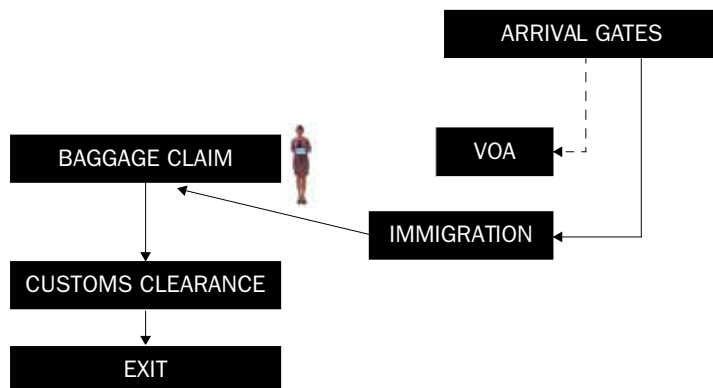 ARRIVAL GATES
VOA
BAGGAGE CLAIM
IMMIGRATION
CUSTOMS CLEARANCE
EXIT